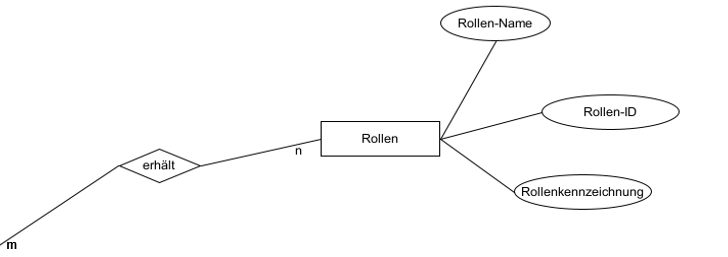 Rollen-Name
Rollen-ID
Rollen
n
erhält
Rollenkennzeichnung
m